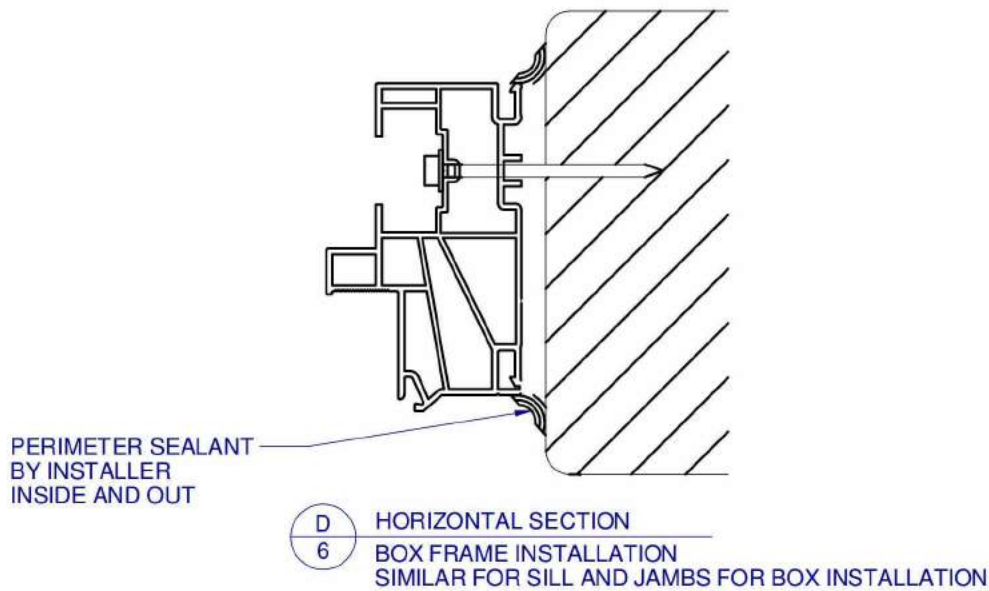 PERIMETER SEALANT
BY INSTALLER
INSIDE AND OUT
D
6
HORIZONTAL SECTION
BOX FRAME INSTALLATION
SIMILAR FOR SILL AND JAMBS FOR BOX INSTALLATION